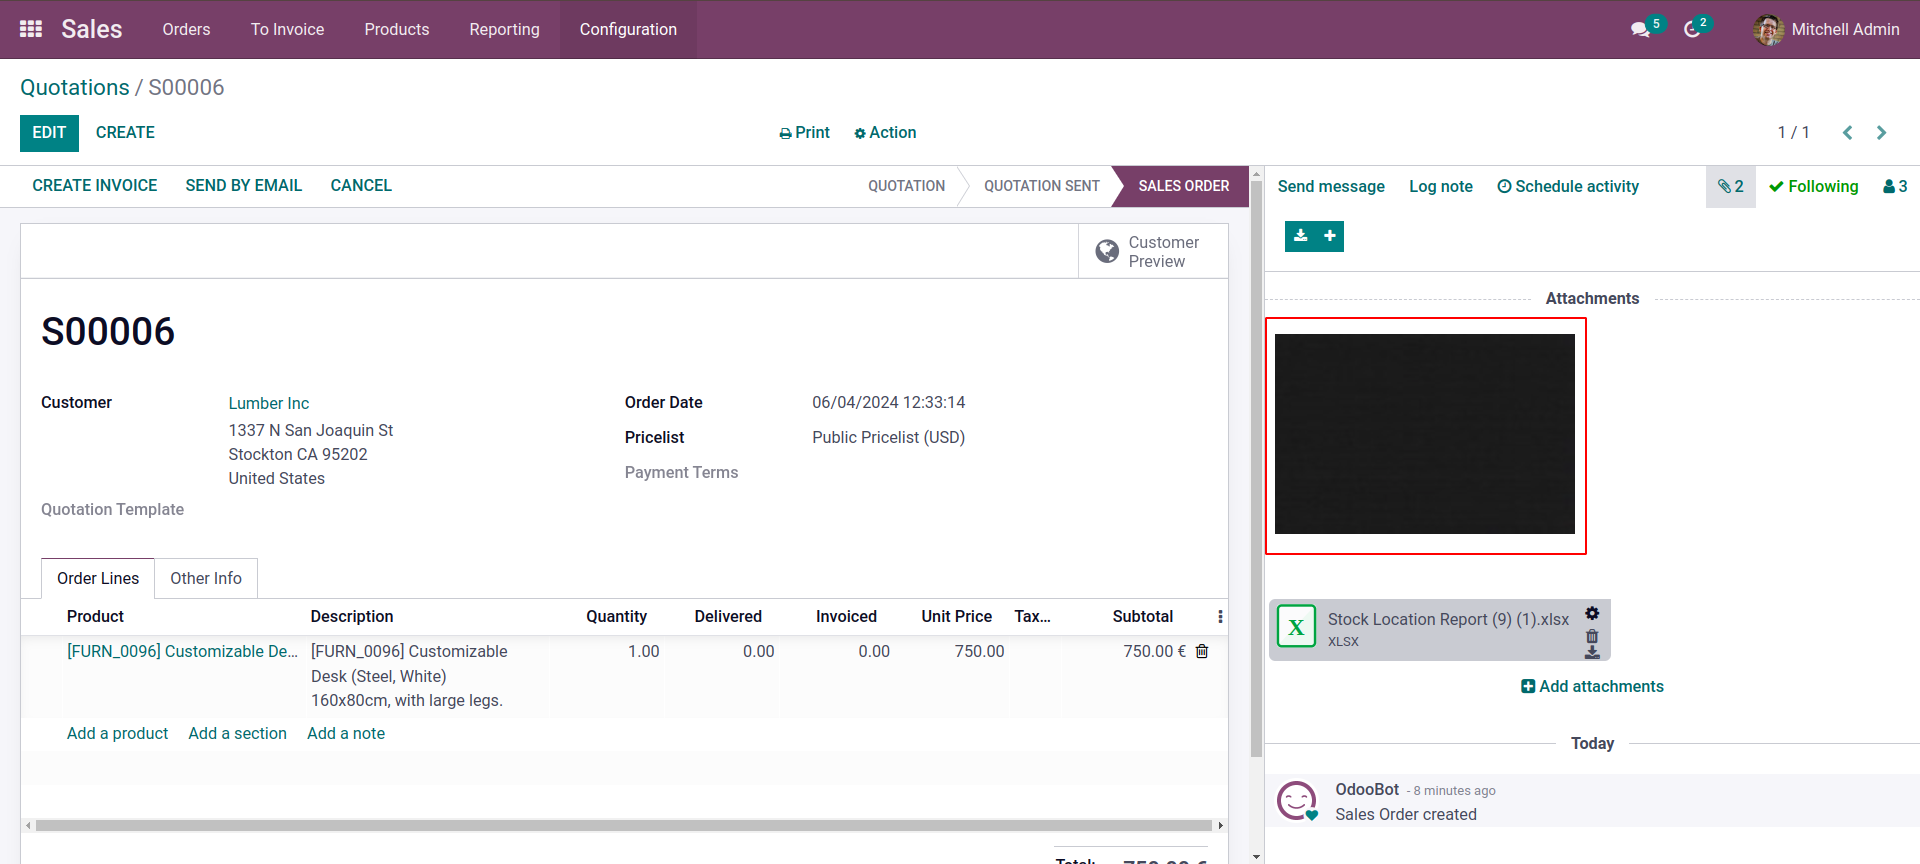 Sales Orders To Invoice Products Reporting Configuration 5 2 Mitchell Admin
Quotations / S00006
EDIT CREATE Print Action 1 / 1
CREATE INVOICE SEND BY EMAIL CANCEL QUOTATION QUOTATION SENT SALES ORDER
Send message Log note Schedule activity 2 Following 3
Customer
Preview
Attachments
S00006
Customer Lumber Inc
1337 N San Joaquin St
Stockton CA 95202
United States
Order Date 06/04/2024 12:33:14
Pricelist Public Pricelist (USD)
Payment Terms
Quotation Template
Order Lines Other Info
Product Description Quantity Delivered Invoiced Unit Price Tax... Subtotal
[FURN_0096] Customizable De... [FURN_0096] Customizable 1.00 0.00 0.00 750.00 750.00 €
Desk (Steel, White)
160x80cm, with large legs.
Add a product Add a section Add a note
Total: 750.00 €
X Stock Location Report (9) (1).xlsx
XLSX
Add attachments
Today
OdooBot - 8 minutes ago
Sales Order created